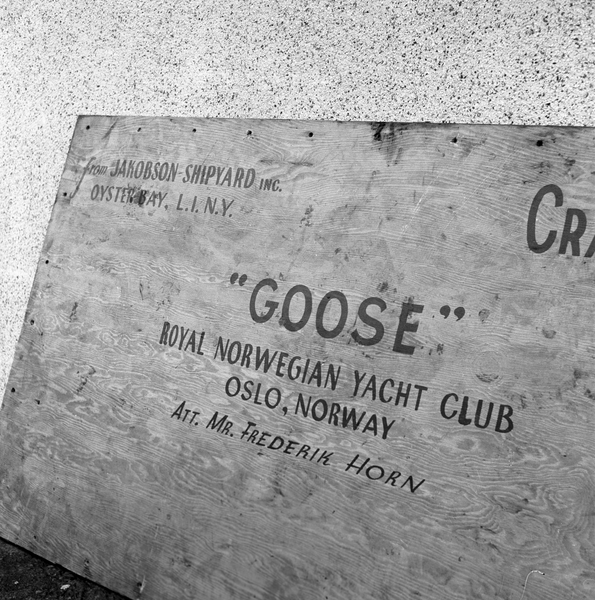 from JAKOBSON-SHIPYARD INC.
OYSTER BAY, L.I. N.Y.
"GOOSE"
ROYAL NORWEGIAN YACHT CLUB
OSLO, NORWAY
ATT. MR. FREDERIK HORN